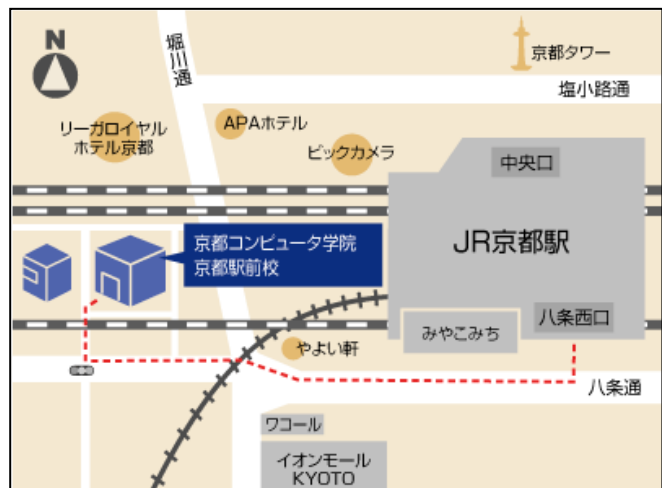 N
堀川通
京都タワー
塩小路通
リーガロイヤル
ホテル京都
APAホテル
ビックカメラ
中央口
JR京都駅
京都コンピュータ学院
京都駅前校
八条西口
みやこみち
やよい軒
八条通
ワコール
イオンモール
KYOTO